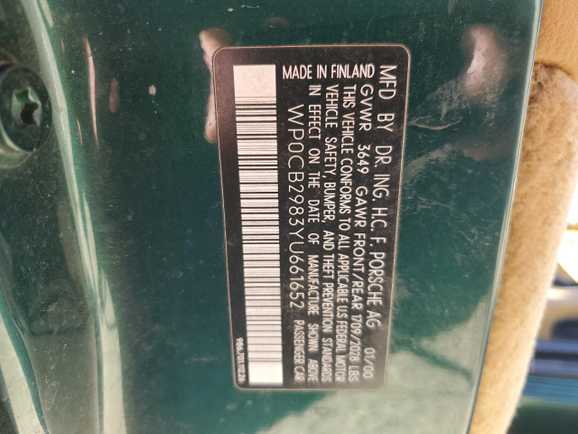 MFD BY DR. ING. H.C. F. PORSCHE AG 01/00
GVWR 3649 GAWR FRONT/REAR 1709/2028 LBS
THIS VEHICLE CONFORMS TO ALL APPLICABLE U.S FEDERAL MOTOR
VEHICLE SAFETY, BUMPER, AND THEFT PREVENTION STANDARDS
IN EFFECT ON THE DATE OF MANUFACTURE SHOWN ABOVE
WP0CB2983YU661652 PASSENGER CAR
MADE IN FINLAND